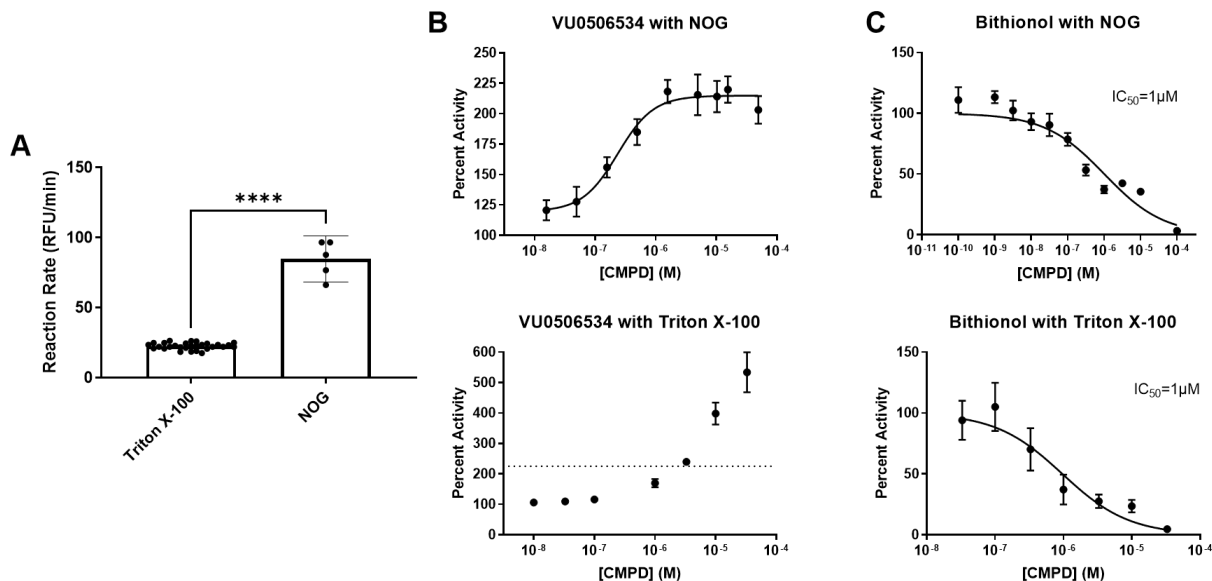 A
Reaction Rate (RFU/min)
150
100
50
0
****
Triton X-100
NOG
B
VU0506534 with NOG
Percent Activity
250
225
200
175
150
125
100
10⁻⁸ 10⁻⁷ 10⁻⁶ 10⁻⁵ 10⁻⁴
[CMPD] (M)
VU0506534 with Triton X-100
Percent Activity
600
500
400
300
200
100
0
10⁻⁸ 10⁻⁷ 10⁻⁶ 10⁻⁵ 10⁻⁴
[CMPD] (M)
C
Bithionol with NOG
Percent Activity
150
100
50
0
IC₅₀=1µM
10⁻¹¹ 10⁻¹⁰ 10⁻⁹ 10⁻⁸ 10⁻⁷ 10⁻⁶ 10⁻⁵ 10⁻⁴
[CMPD] (M)
Bithionol with Triton X-100
Percent Activity
150
100
50
0
IC₅₀=1µM
10⁻⁸ 10⁻⁷ 10⁻⁶ 10⁻⁵ 10⁻⁴
[CMPD] (M)